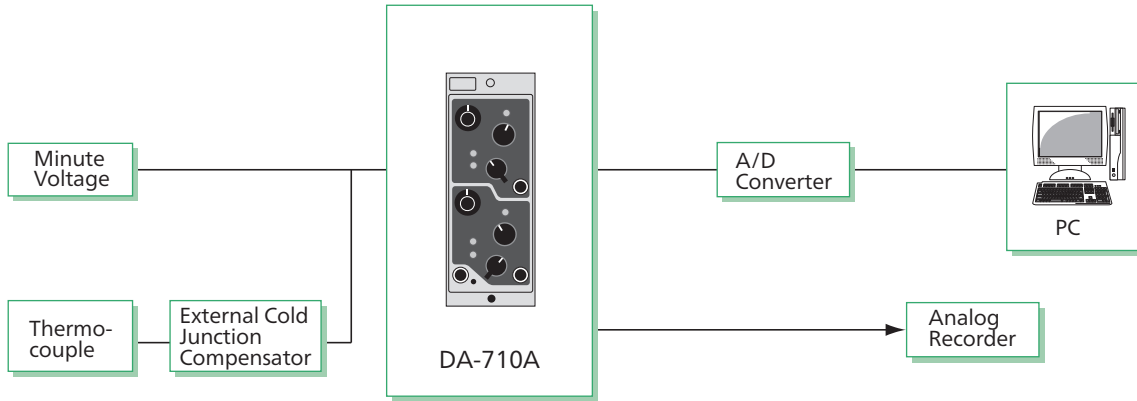 Minute
Voltage
Thermo-
couple
External Cold
Junction
Compensator
DA-710A
A/D
Converter
PC
Analog
Recorder